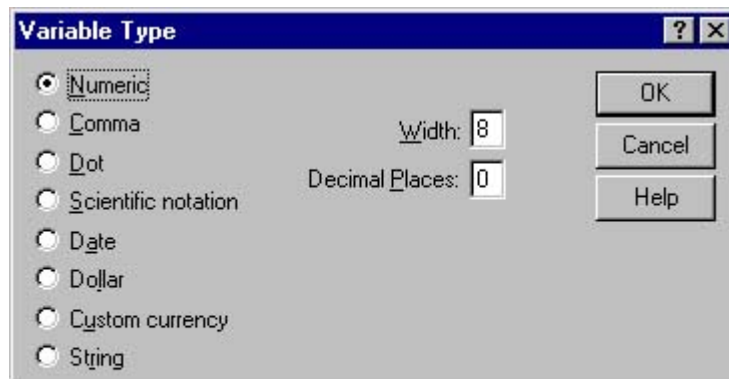 Variable Type
Numeric
Comma
Dot
Scientific notation
Date
Dollar
Custom currency
String
Width: 8
Decimal Places: 0
OK
Cancel
Help